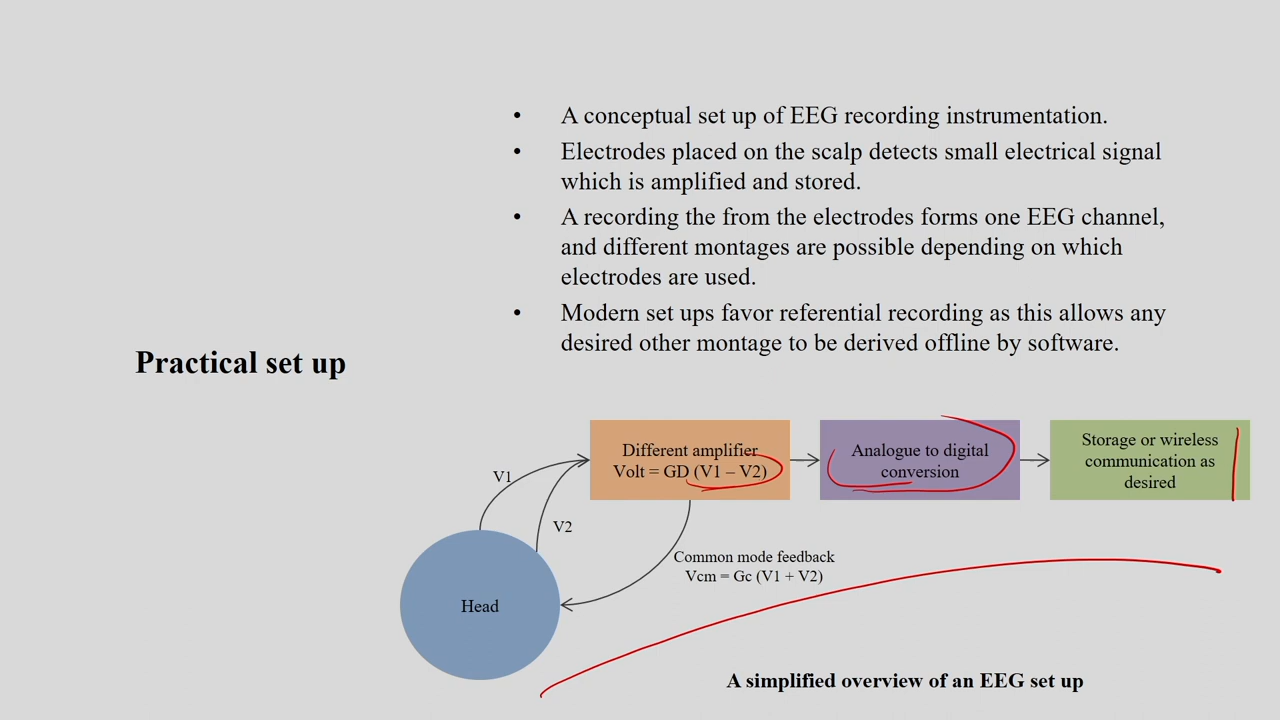 • A conceptual set up of EEG recording instrumentation.
• Electrodes placed on the scalp detects small electrical signal
which is amplified and stored.
• A recording the from the electrodes forms one EEG channel,
and different montages are possible depending on which
electrodes are used.
• Modern set ups favor referential recording as this allows any
desired other montage to be derived offline by software.
Practical set up
Different amplifier
Volt = GD (V1 – V2)
Analogue to digital
conversion
Storage or wireless
communication as
desired
V1
V2
Common mode feedback
Vcm = Gc (V1 + V2)
Head
A simplified overview of an EEG set up